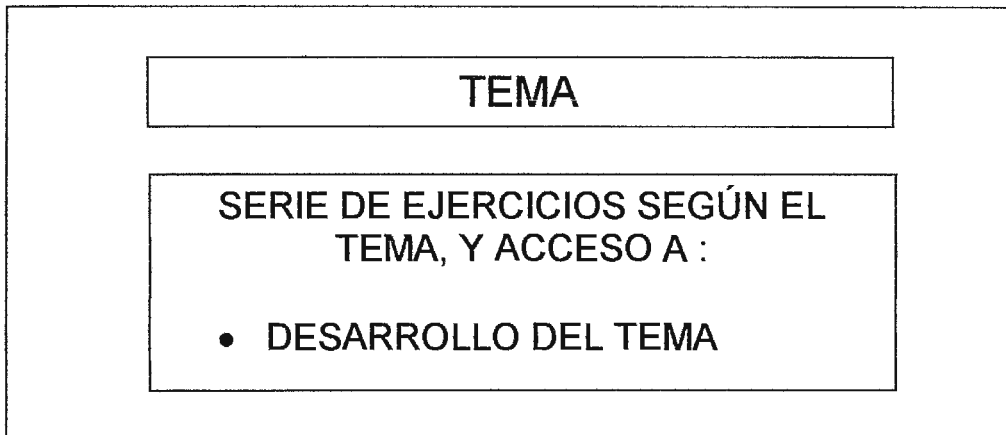 TEMA
SERIE DE EJERCICIOS SEGÚN EL
TEMA, Y ACCESO A :
• DESARROLLO DEL TEMA